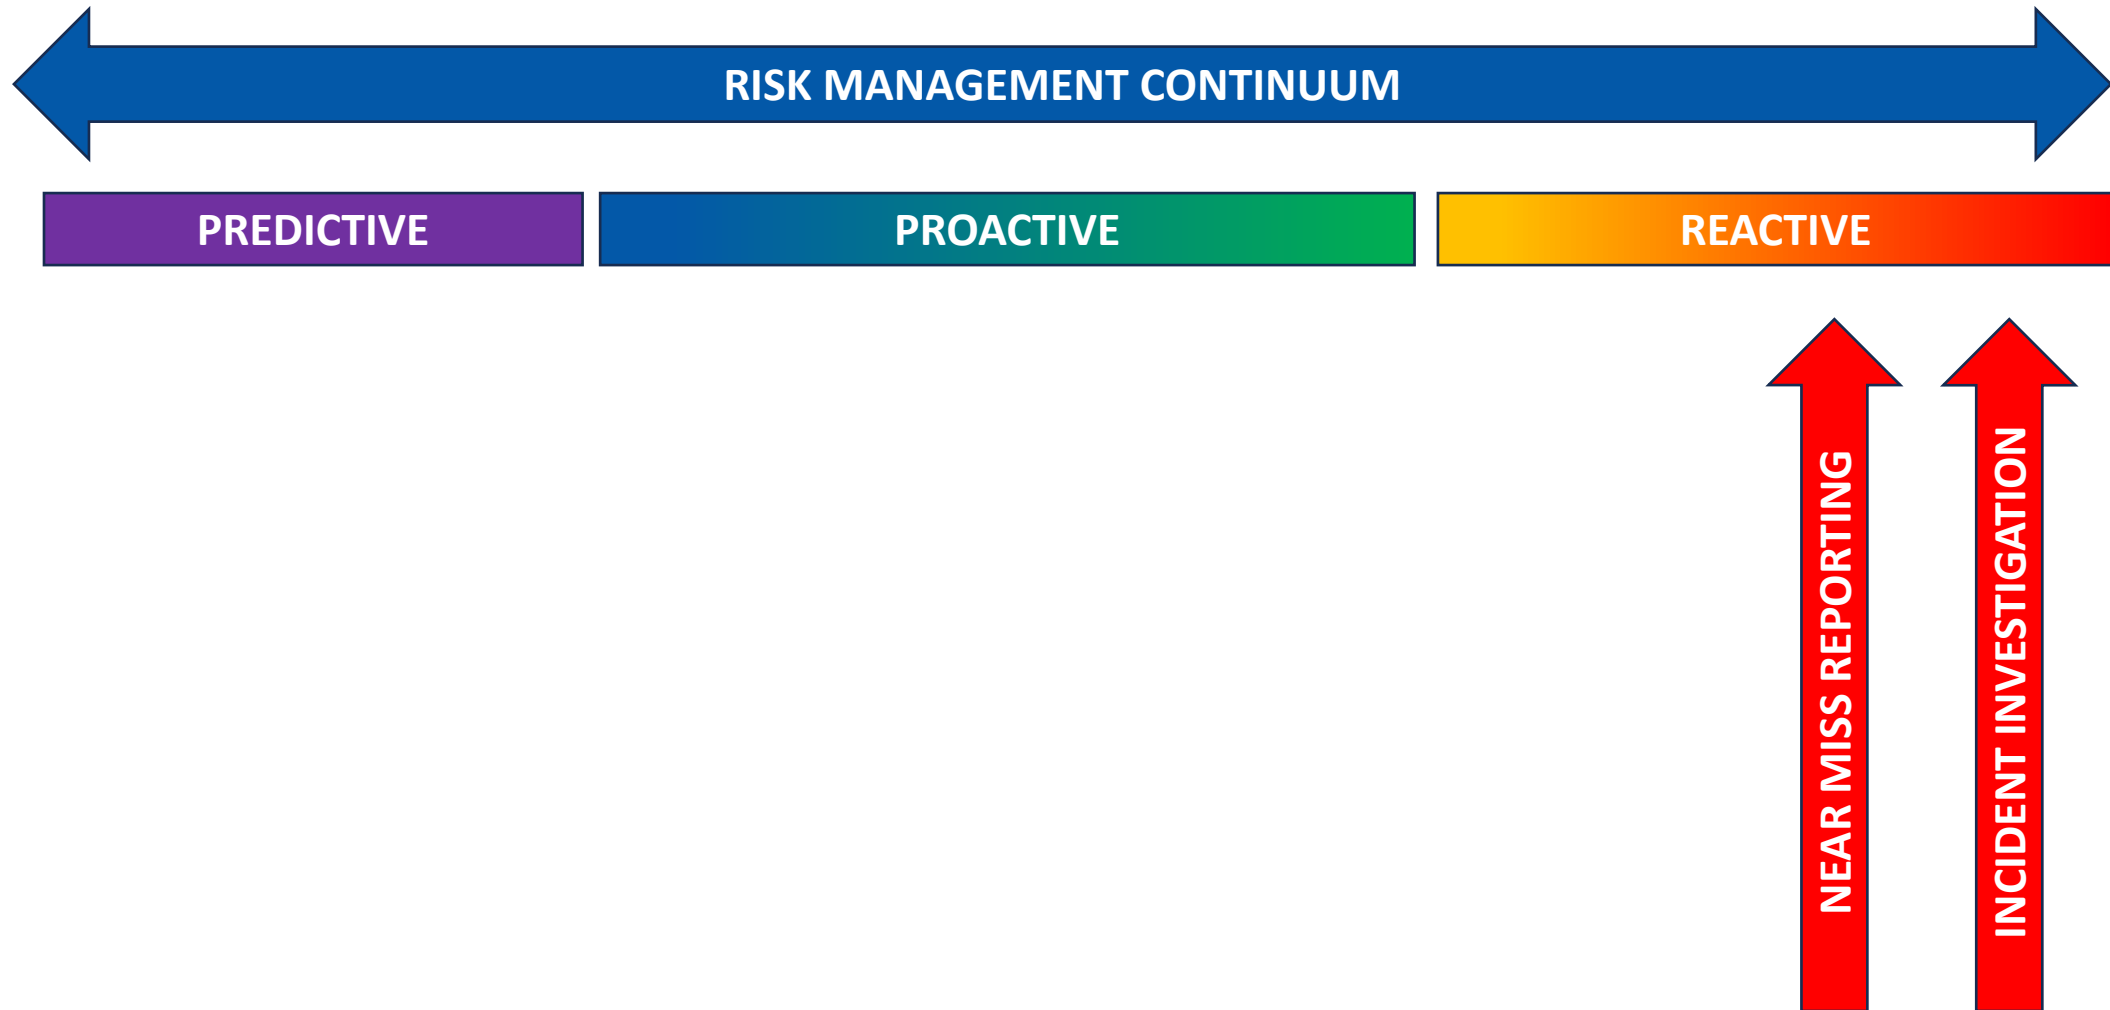 RISK MANAGEMENT CONTINUUM
PREDICTIVE
PROACTIVE
REACTIVE
NEAR MISS REPORTING
INCIDENT INVESTIGATION